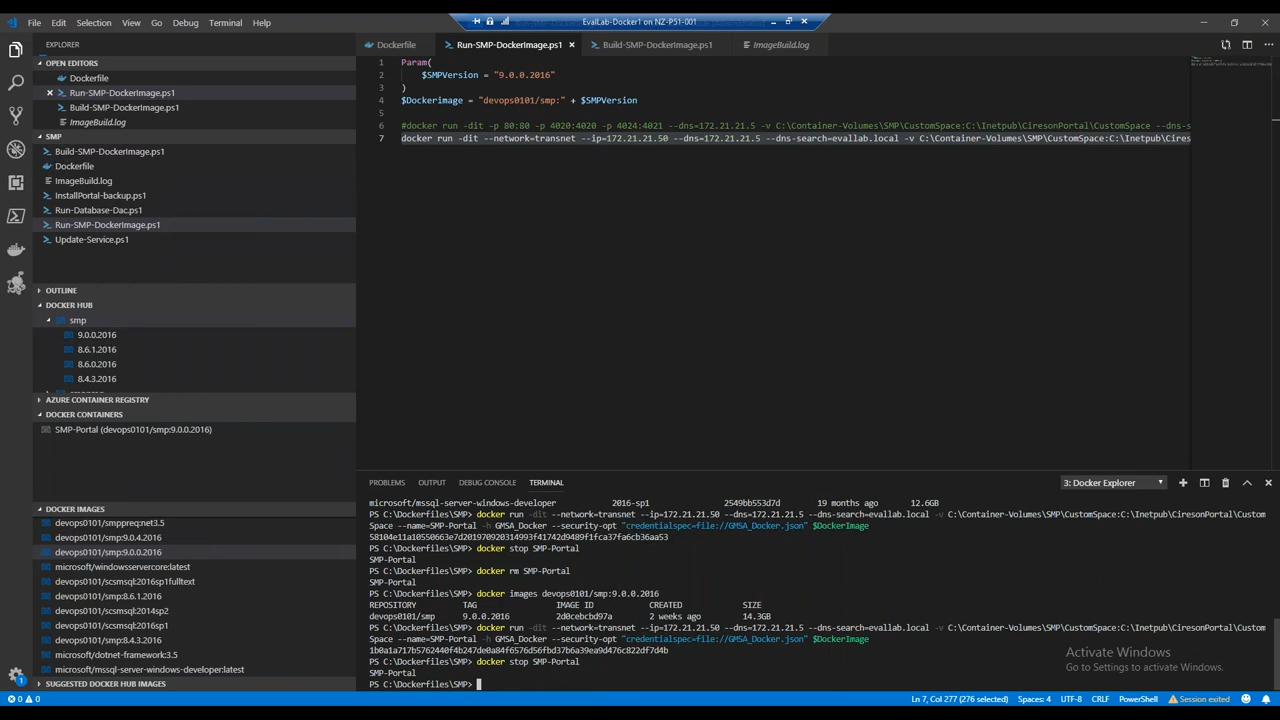 File Edit Selection View Go Debug Terminal Help
EvalLab-Docker1 on NZ-P51-001
EXPLORER
Dockerfile
Run-SMP-DockerImage.ps1
Build-SMP-DockerImage.ps1
ImageBuild.log
OPEN EDITORS
Dockerfile
Run-SMP-DockerImage.ps1
Build-SMP-DockerImage.ps1
ImageBuild.log
SMP
Build-SMP-DockerImage.ps1
Dockerfile
ImageBuild.log
InstallPortal-backup.ps1
Run-Database-Dac.ps1
Run-SMP-DockerImage.ps1
Update-Service.ps1
OUTLINE
DOCKER HUB
smp
9.0.0.2016
8.6.1.2016
8.6.0.2016
8.4.3.2016
AZURE CONTAINER REGISTRY
DOCKER CONTAINERS
SMP-Portal (devops0101/smp:9.0.0.2016)
DOCKER IMAGES
devops0101/smppreq:net3.5
devops0101/smp:9.0.4.2016
devops0101/smp:9.0.0.2016
microsoft/windowsservercore:latest
devops0101/scsmsql:2016sp1fulltext
devops0101/smp:8.6.1.2016
devops0101/scsmsql:2014sp2
devops0101/scsmsql:2016sp1
devops0101/smp:8.4.3.2016
microsoft/dotnet-framework:3.5
microsoft/mssql-server-windows-developer:latest
SUGGESTED DOCKER HUB IMAGES
1 Param(
2 $SMPVersion = "9.0.0.2016"
3 )
4 $Dockerimage = "devops0101/smp:" + $SMPVersion
5
6 #docker run -dit -p 80:80 -p 4020:4020 -p 4024:4021 --dns=172.21.21.5 -v C:\Container-Volumes\SMP\CustomSpace:C:\Inetpub\CiresonPortal\CustomSpace --dns-s
7 docker run -dit --network=transnet --ip=172.21.21.50 --dns=172.21.21.5 --dns-search=evallab.local -v C:\Container-Volumes\SMP\CustomSpace:C:\Inetpub\Cires
PROBLEMS OUTPUT DEBUG CONSOLE TERMINAL
3: Docker Explorer
microsoft/mssql-server-windows-developer 2016-sp1 2549bb553d7d 19 months ago 12.6GB
PS C:\Dockerfiles\SMP> docker run -dit --network=transnet --ip=172.21.21.50 --dns=172.21.21.5 --dns-search=evallab.local -v C:\Container-Volumes\SMP\CustomSpace:C:\Inetpub\CiresonPortal\Custom
Space --name=SMP-Portal -h GMSA_Docker --security-opt "credentialspec=file://GMSA_Docker.json" $DockerImage
58104e11a10550663e7d201970920314993f41742d9489f1fca37fa6cb36aa53
PS C:\Dockerfiles\SMP> docker stop SMP-Portal
SMP-Portal
PS C:\Dockerfiles\SMP> docker rm SMP-Portal
SMP-Portal
PS C:\Dockerfiles\SMP> docker images devops0101/smp:9.0.0.2016
REPOSITORY TAG IMAGE ID CREATED SIZE
devops0101/smp 9.0.0.2016 2d0cebcbd97a 2 weeks ago 14.3GB
PS C:\Dockerfiles\SMP> docker run -dit --network=transnet --ip=172.21.21.50 --dns=172.21.21.5 --dns-search=evallab.local -v C:\Container-Volumes\SMP\CustomSpace:C:\Inetpub\CiresonPortal\Custom
Space --name=SMP-Portal -h GMSA_Docker --security-opt "credentialspec=file://GMSA_Docker.json" $DockerImage
1b0a1a717b5762440f4b247de0a84f6576d56fbd37b6a39ea9d476c822df7d4b
PS C:\Dockerfiles\SMP> docker stop SMP-Portal
SMP-Portal
PS C:\Dockerfiles\SMP>
Activate Windows
Go to Settings to activate Windows.
1
0 0
Ln 7, Col 277 (276 selected) Spaces: 4 UTF-8 CRLF PowerShell Session exited